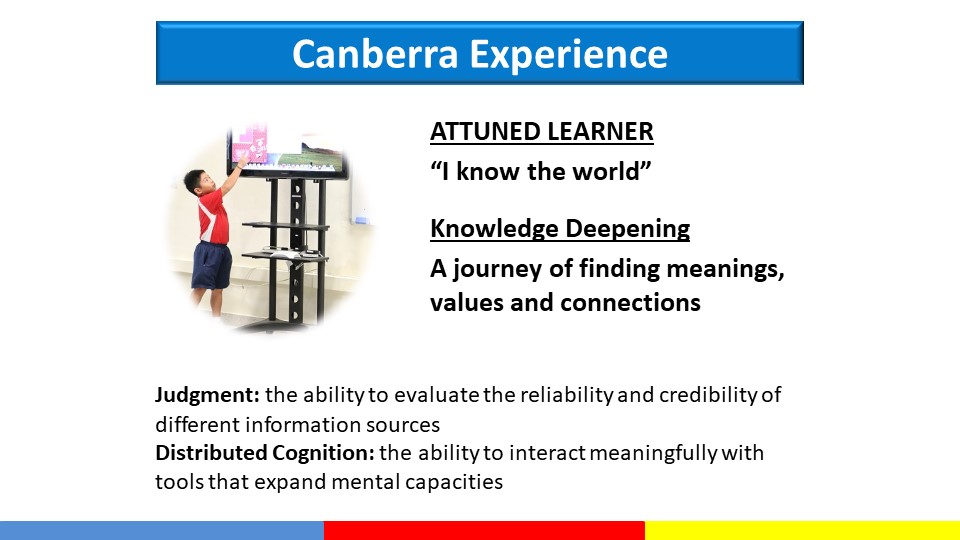 Canberra Experience
ATTUNED LEARNER
“I know the world”
Knowledge Deepening
A journey of finding meanings,
values and connections
Judgment: the ability to evaluate the reliability and credibility of
different information sources
Distributed Cognition: the ability to interact meaningfully with
tools that expand mental capacities